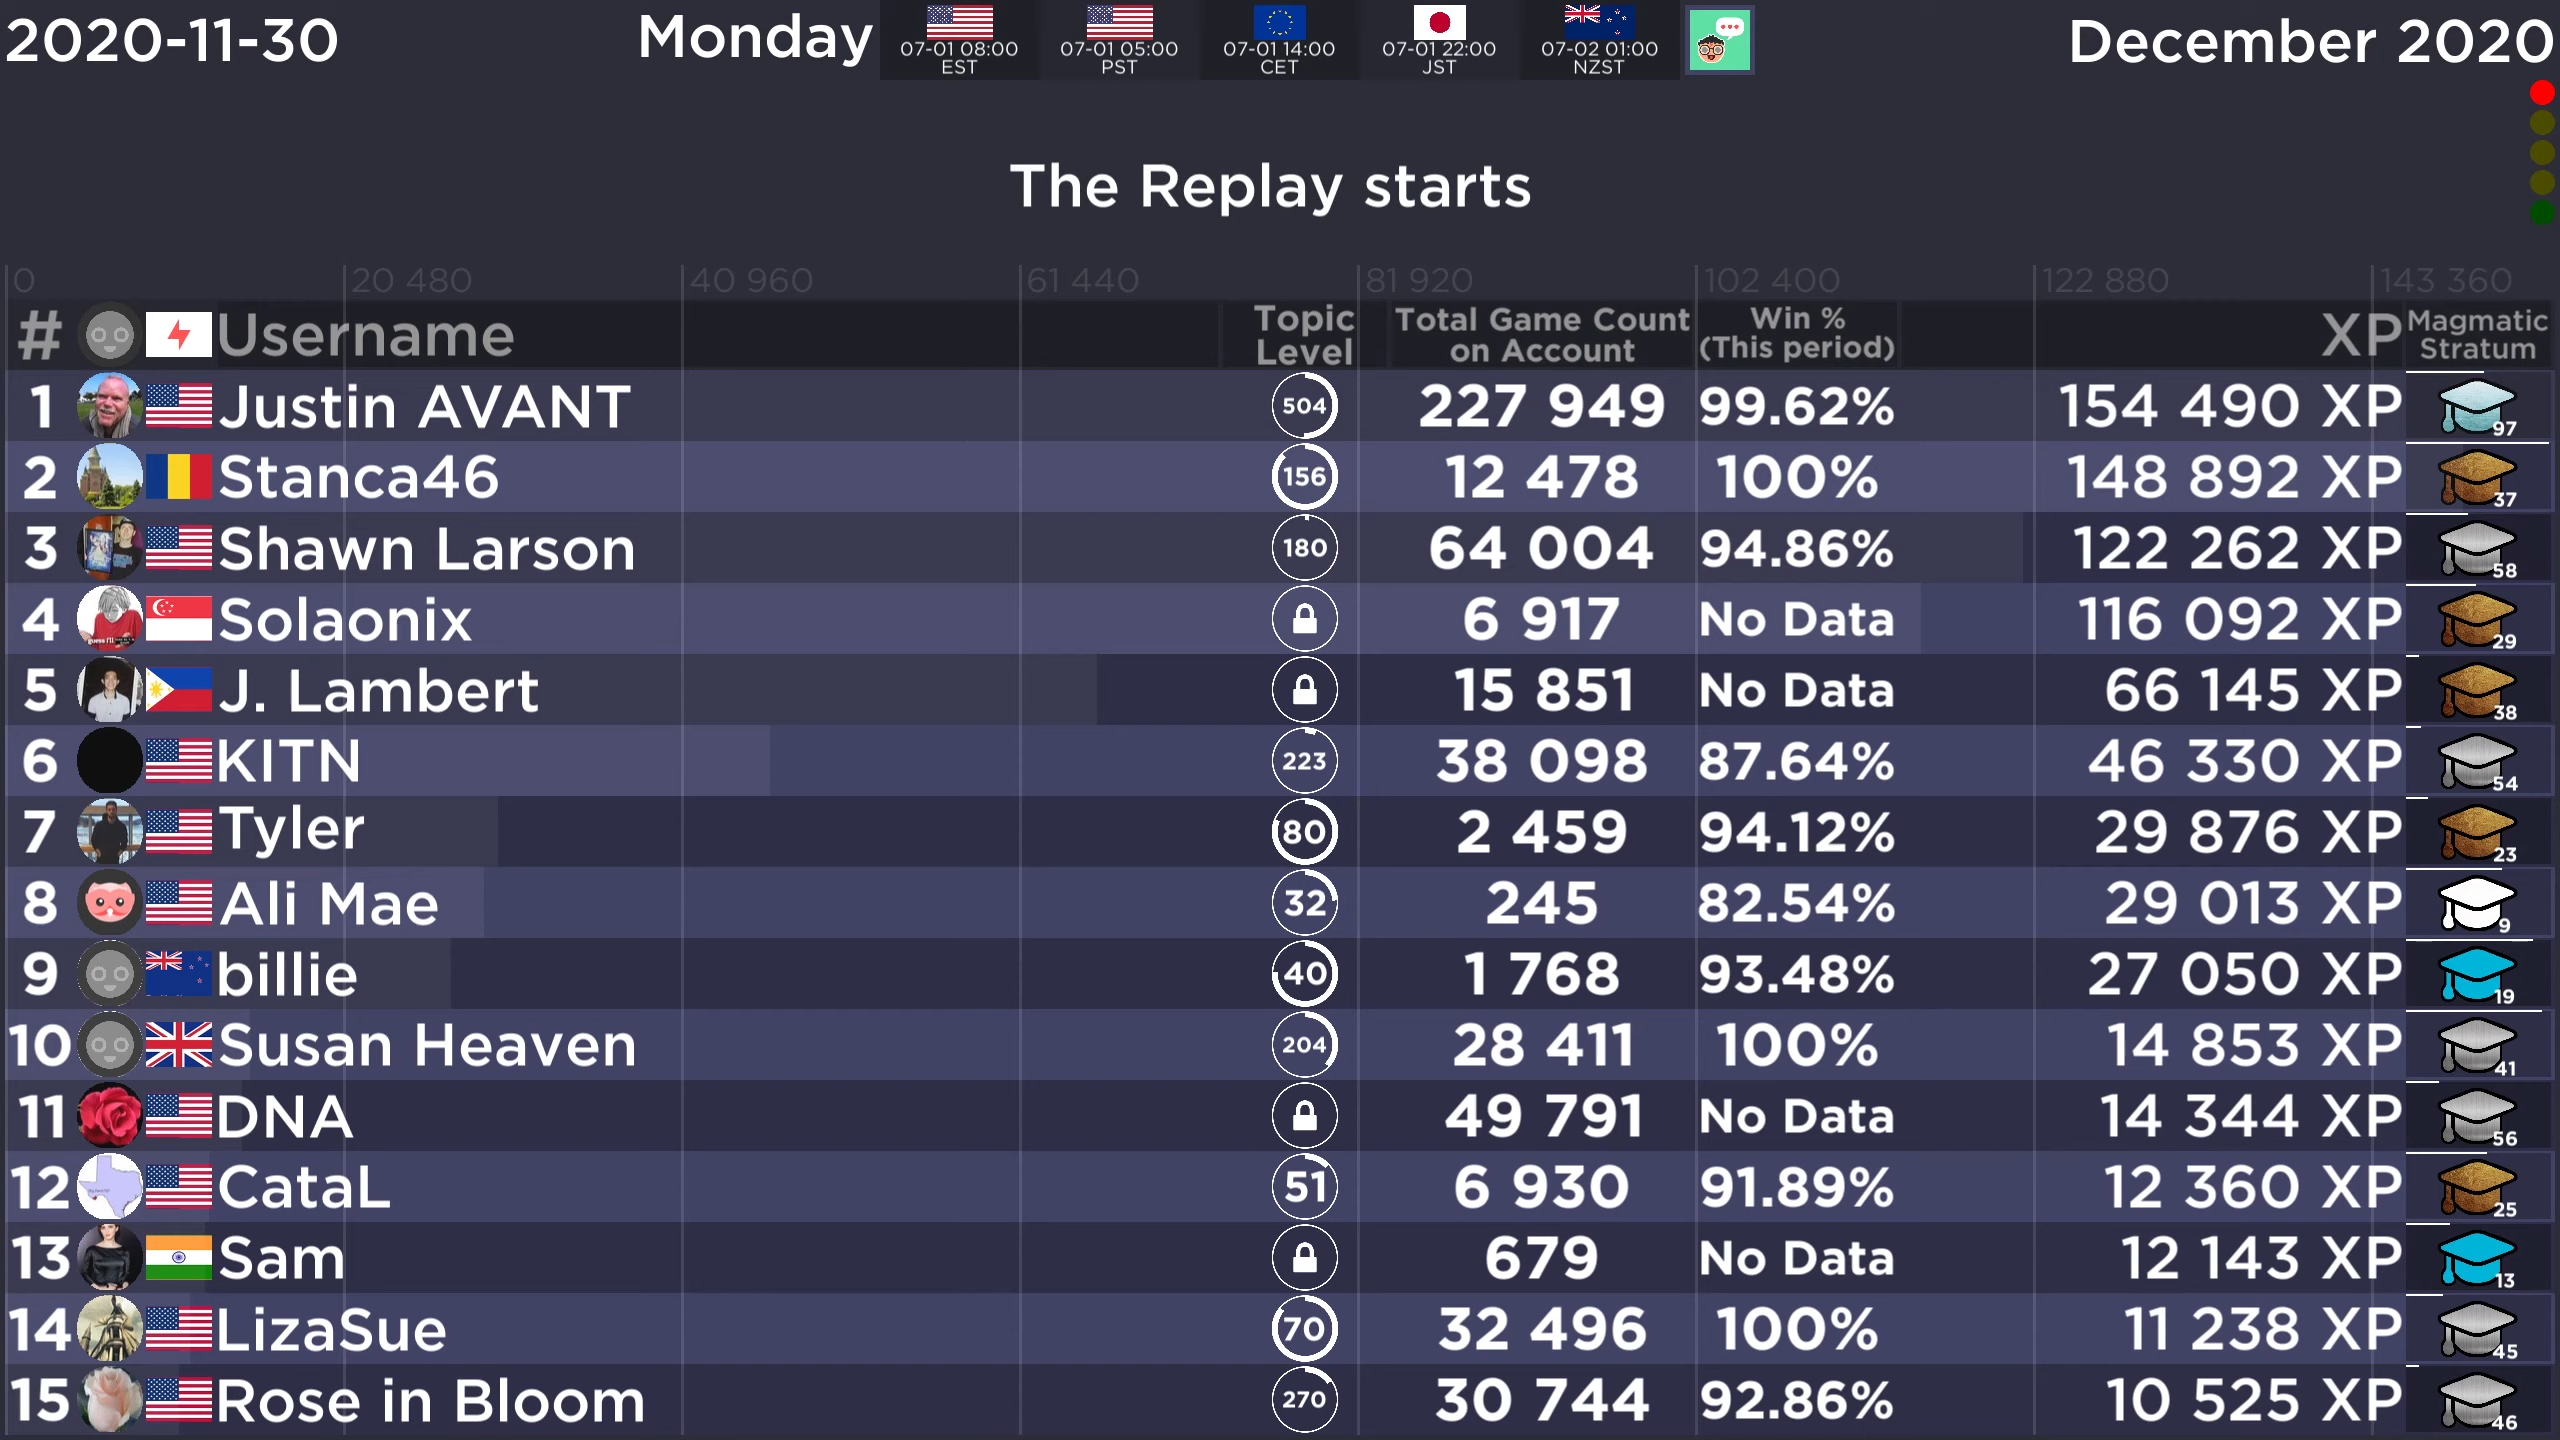 2020-11-30
Monday
07-01 08:00
EST
07-01 05:00
PST
07-01 14:00
CET
07-01 22:00
JST
07-02 01:00
NZST
December 2020
The Replay starts
0 20 480 40 960 61 440 81 920 102 400 122 880 143 360
# Username Topic Level Total Game Count on Account Win % (This period) XP Magmatic Stratum
1 Justin AVANT 504 227 949 99.62% 154 490 XP 97
2 Stanca46 156 12 478 100% 148 892 XP 37
3 Shawn Larson 180 64 004 94.86% 122 262 XP 58
4 Solaonix 6 917 No Data 116 092 XP 29
5 J. Lambert 15 851 No Data 66 145 XP 38
6 KITN 223 38 098 87.64% 46 330 XP 54
7 Tyler 80 2 459 94.12% 29 876 XP 23
8 Ali Mae 32 245 82.54% 29 013 XP 9
9 billie 40 1 768 93.48% 27 050 XP 19
10 Susan Heaven 204 28 411 100% 14 853 XP 41
11 DNA 49 791 No Data 14 344 XP 56
12 CataL 51 6 930 91.89% 12 360 XP 25
13 Sam 679 No Data 12 143 XP 13
14 LizaSue 70 32 496 100% 11 238 XP 45
15 Rose in Bloom 270 30 744 92.86% 10 525 XP 46